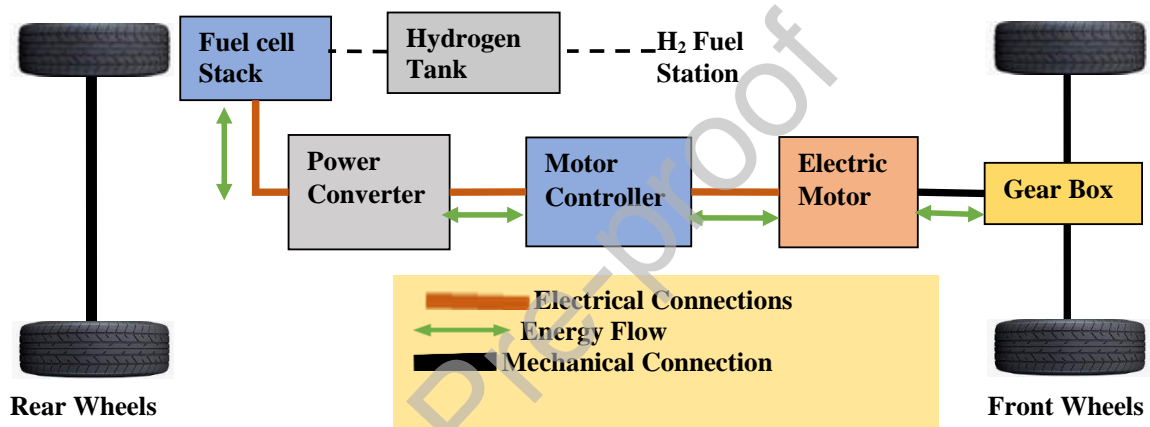 Fuel cell
Stack
Hydrogen
Tank
H2 Fuel
Station
Power
Converter
Motor
Controller
Electric
Motor
Gear Box
Electrical Connections
Energy Flow
Mechanical Connection
Rear Wheels
Front Wheels
Pre-proof